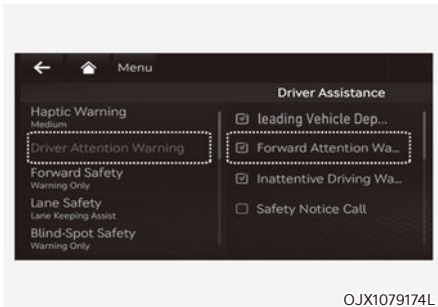 Menu
Driver Assistance
Haptic Warning
Medium
Driver Attention Warning
Forward Safety
Warning Only
Lane Safety
Lane Keeping Assist
Blind-Spot Safety
Warning Only
leading Vehicle Dep...
Forward Attention Wa...
Inattentive Driving Wa...
Safety Notice Call
OJX1079174L